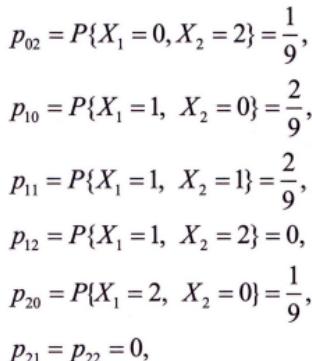 p₀₂ = P{X₁ = 0, X₂ = 2} = 1/9,
p₁₀ = P{X₁ = 1, X₂ = 0} = 2/9,
p₁₁ = P{X₁ = 1, X₂ = 1} = 2/9,
p₁₂ = P{X₁ = 1, X₂ = 2} = 0,
p₂₀ = P{X₁ = 2, X₂ = 0} = 1/9,
p₂₁ = p₂₂ = 0,